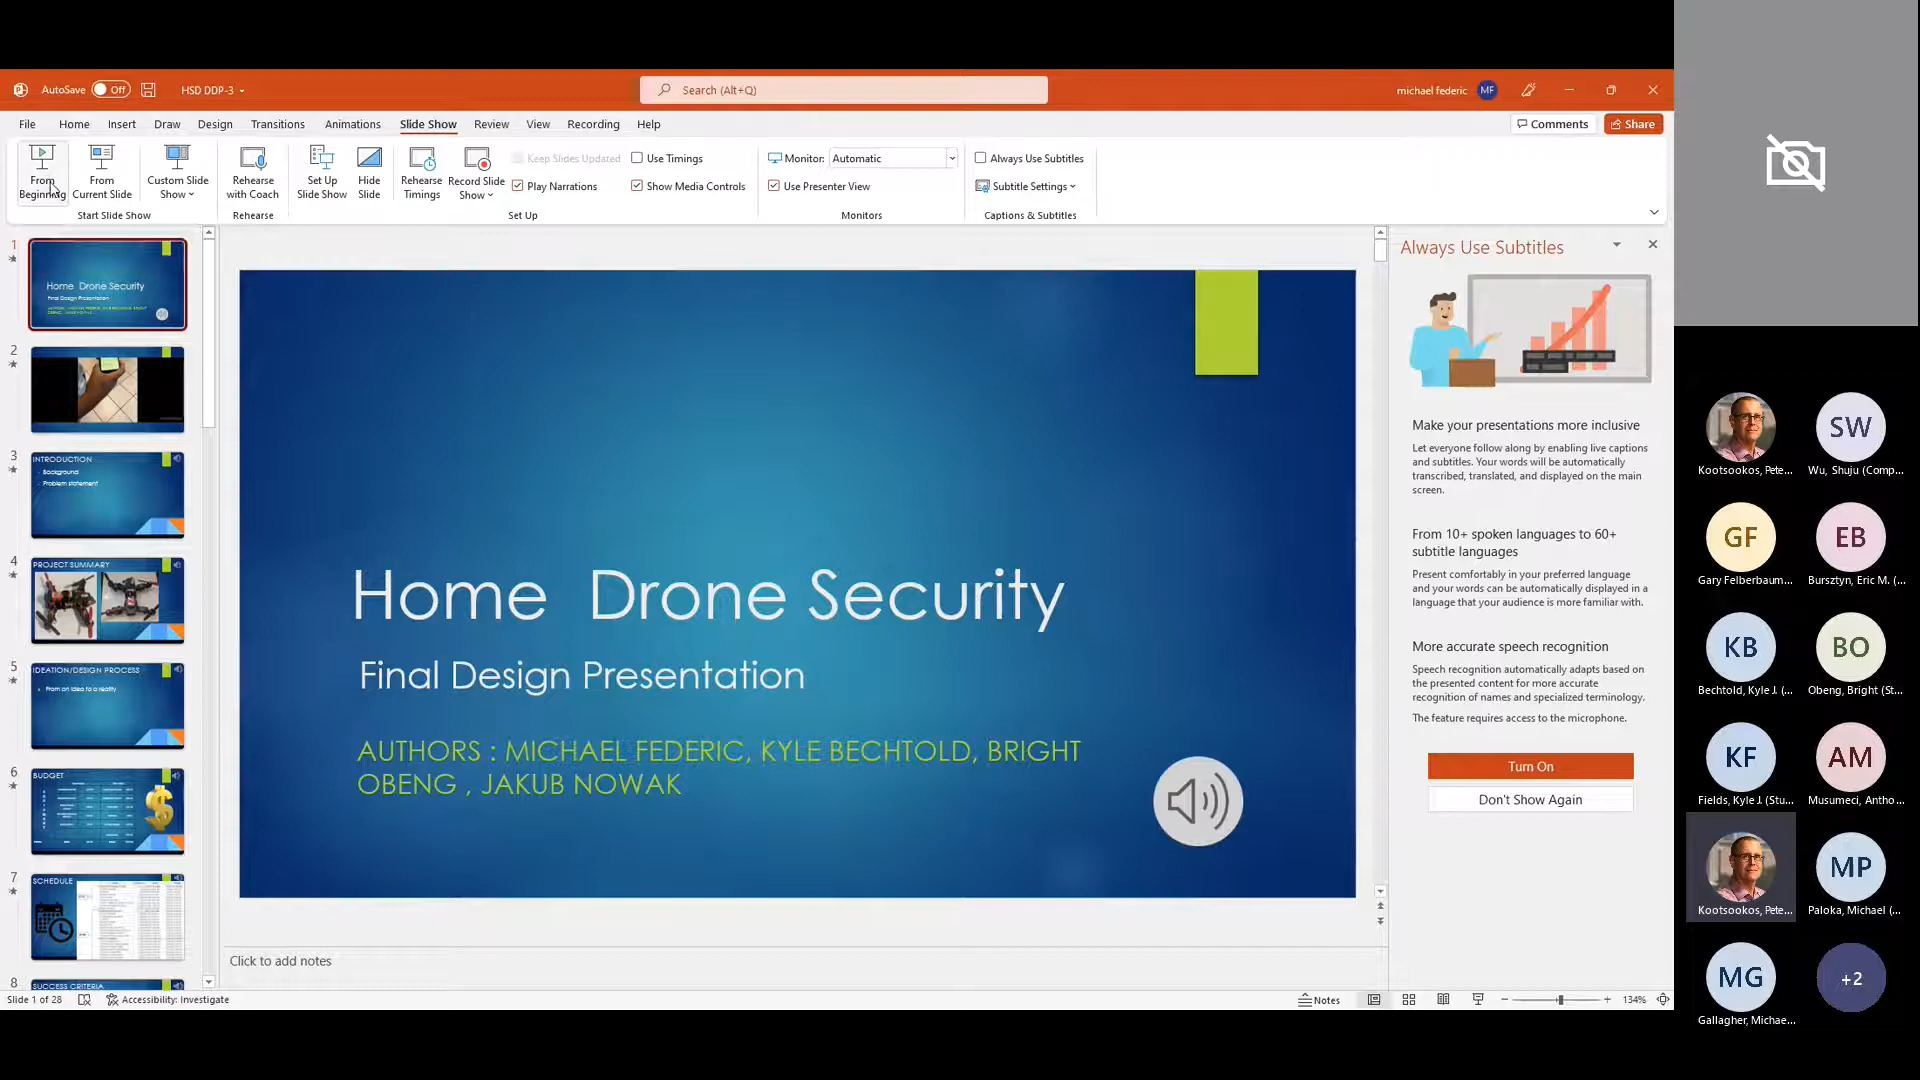 AutoSave Off HSD DDP-3 Search (Alt+Q) michael federic MF
File Home Insert Draw Design Transitions Animations Slide Show Review View Recording Help Comments Share
From Beginning
From Current Slide
Custom Slide Show
Start Slide Show
Rehearse with Coach
Rehearse
Set Up Slide Show
Hide Slide
Rehearse Timings
Record Slide Show
Keep Slides Updated
Use Timings
Play Narrations
Show Media Controls
Set Up
Monitor: Automatic
Use Presenter View
Monitors
Always Use Subtitles
Subtitle Settings
Captions & Subtitles
1
Home Drone Security
Final Design Presentation
2
3
INTRODUCTION
Background
Problem statement
4
PROJECT SUMMARY
5
IDEATION/DESIGN PROCESS
From an idea to a reality
6
BUDGET
7
SCHEDULE
8
SUCCESS CRITERIA
Home Drone Security
Final Design Presentation
AUTHORS : MICHAEL FEDERIC, KYLE BECHTOLD, BRIGHT
OBENG , JAKUB NOWAK
Click to add notes
Always Use Subtitles
Make your presentations more inclusive
Let everyone follow along by enabling live captions
and subtitles. Your words will be automatically
transcribed, translated, and displayed on the main
screen.
From 10+ spoken languages to 60+
subtitle languages
Present comfortably in your preferred language
and your words can be automatically displayed in a
language that your audience is more familiar with.
More accurate speech recognition
Speech recognition automatically adapts based on
the presented content for more accurate
recognition of names and specialized terminology.
The feature requires access to the microphone.
Turn On
Don't Show Again
Slide 1 of 28 Accessibility: Investigate Notes 134%
Kootsookos, Pete...
SW
Wu, Shuju (Comp...
GF
Gary Felberbaum...
EB
Bursztyn, Eric M. (...
KB
Bechtold, Kyle J. (...
BO
Obeng, Bright (St...
KF
Fields, Kyle J. (Stu...
AM
Musumeci, Antho...
Kootsookos, Pete...
MP
Paloka, Michael (...
MG
Gallagher, Michae...
+2